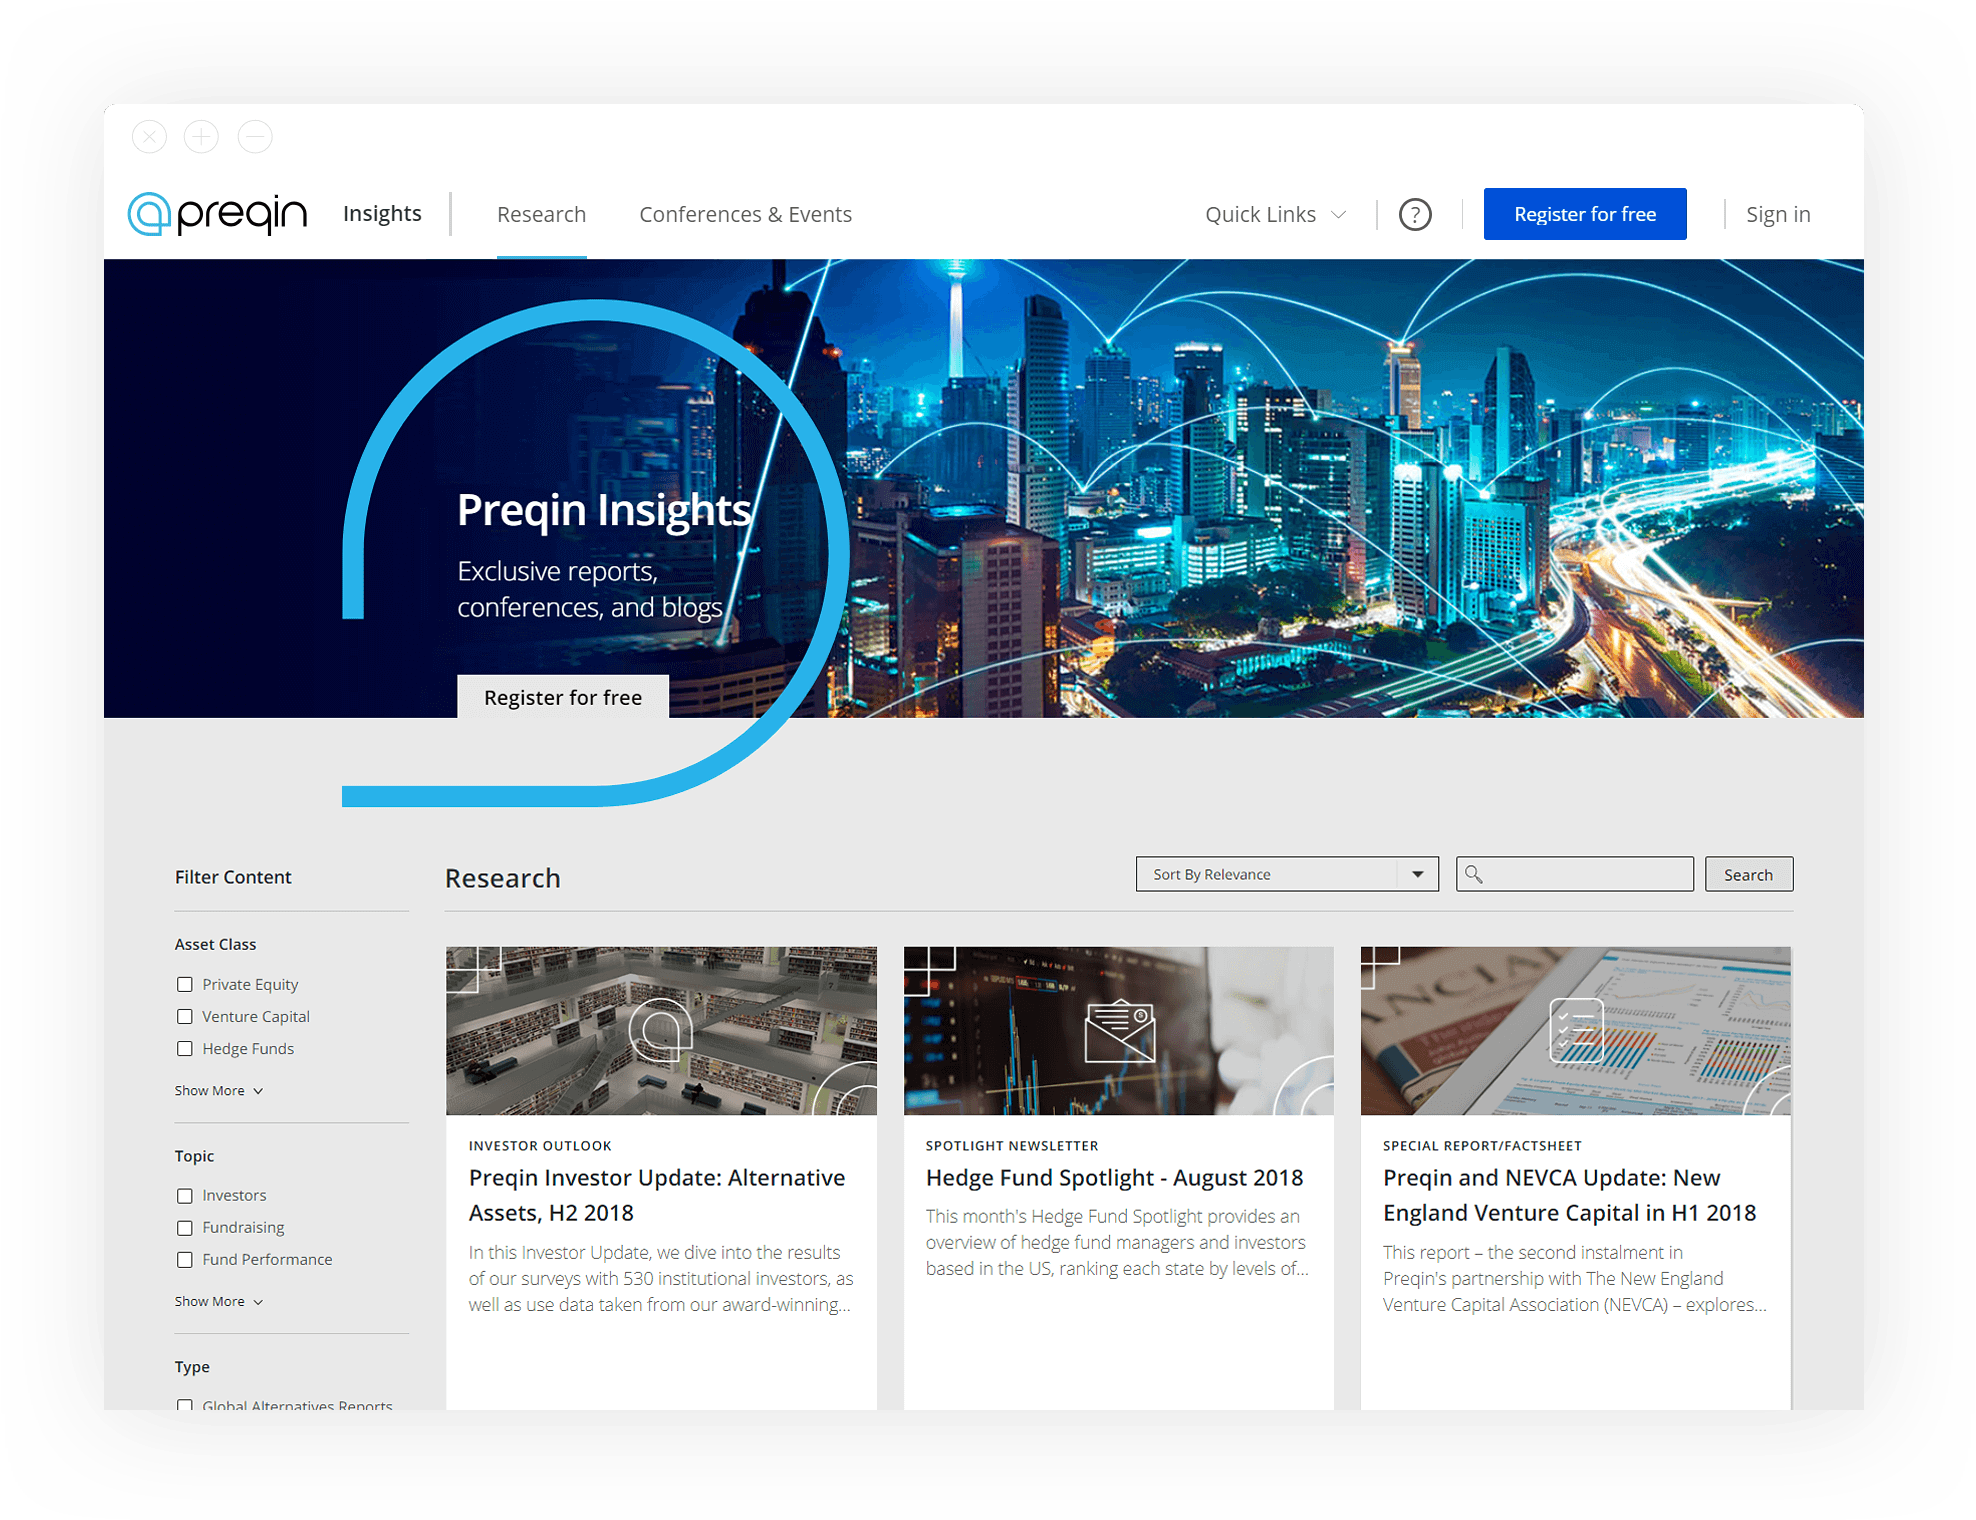 preqin
Insights
Research
Conferences & Events
Quick Links
?
Register for free
Sign in
Preqin Insights
Exclusive reports,
conferences, and blogs
Register for free
Filter Content
Asset Class
Private Equity
Venture Capital
Hedge Funds
Show More
Topic
Investors
Fundraising
Fund Performance
Show More
Type
Global Alternatives Reports
Research
Sort By Relevance
Search
INVESTOR OUTLOOK
Preqin Investor Update: Alternative
Assets, H2 2018
In this Investor Update, we dive into the results
of our surveys with 530 institutional investors, as
well as use data taken from our award-winning...
SPOTLIGHT NEWSLETTER
Hedge Fund Spotlight - August 2018
This month's Hedge Fund Spotlight provides an
overview of hedge fund managers and investors
based in the US, ranking each state by levels of...
SPECIAL REPORT/FACTSHEET
Preqin and NEVCA Update: New
England Venture Capital in H1 2018
This report – the second instalment in
Preqin's partnership with The New England
Venture Capital Association (NEVCA) – explores...